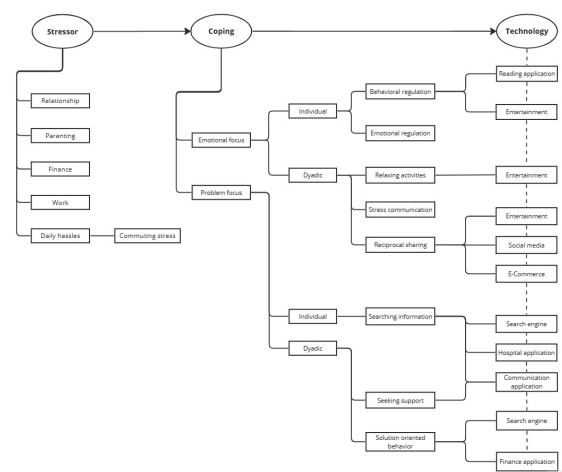 Stressor
Coping
Technology
Relationship
Parenting
Finance
Work
Daily hassles
Commuting stress
Emotional focus
Problem focus
Individual
Dyadic
Behavioral regulation
Emotional regulation
Relaxing activities
Stress communication
Reciprocal sharing
Reading application
Entertainment
Entertainment
Entertainment
Social media
E-Commerce
Individual
Dyadic
Searching information
Seeking support
Solution oriented
behavior
Search engine
Hospital application
Communication
application
Search engine
Finance application